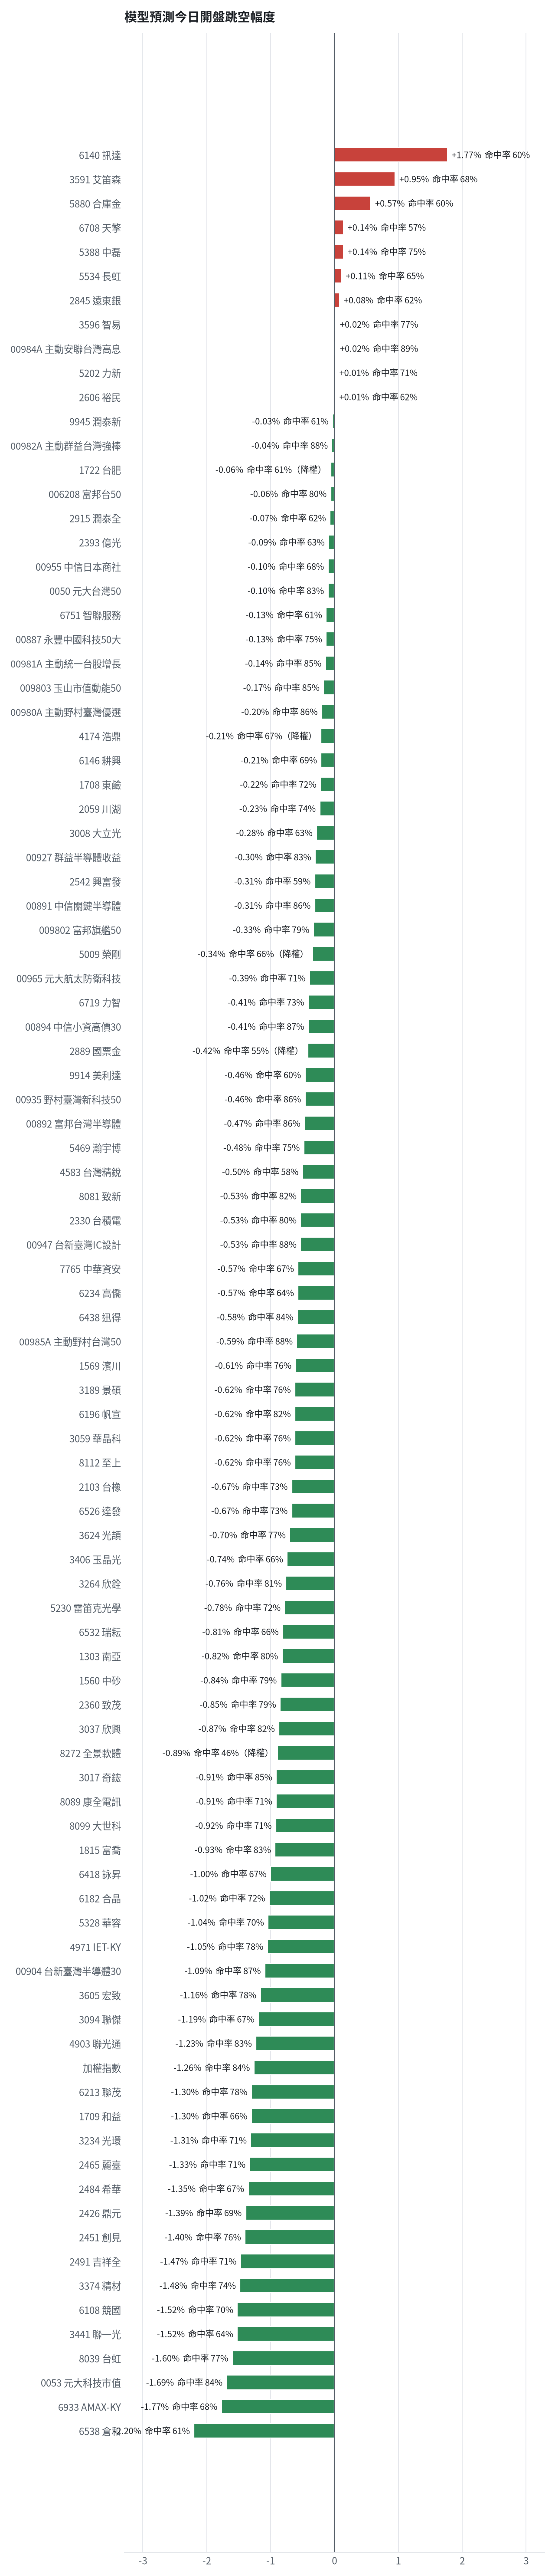 模型預測今日開盤跳空幅度
6140 訊達 +1.77% 命中率 60%
3591 艾笛森 +0.95% 命中率 68%
5880 合庫金 +0.57% 命中率 60%
6708 天擎 +0.14% 命中率 57%
5388 中磊 +0.14% 命中率 75%
5534 長虹 +0.11% 命中率 65%
2845 遠東銀 +0.08% 命中率 62%
3596 智易 +0.02% 命中率 77%
00984A 主動安聯台灣高息 +0.02% 命中率 89%
5202 力新 +0.01% 命中率 71%
2606 裕民 +0.01% 命中率 62%
9945 潤泰新 -0.03% 命中率 61%
00982A 主動群益台灣強棒 -0.04% 命中率 88%
1722 台肥 -0.06% 命中率 61%（降權）
006208 富邦台50 -0.06% 命中率 80%
2915 潤泰全 -0.07% 命中率 62%
2393 億光 -0.09% 命中率 63%
00955 中信日本商社 -0.10% 命中率 68%
0050 元大台灣50 -0.10% 命中率 83%
6751 智聯服務 -0.13% 命中率 61%
00887 永豐中國科技50大 -0.13% 命中率 75%
00981A 主動統一台股增長 -0.14% 命中率 85%
009803 玉山市值動能50 -0.17% 命中率 85%
00980A 主動野村臺灣優選 -0.20% 命中率 86%
4174 浩鼎 -0.21% 命中率 67%（降權）
6146 耕興 -0.21% 命中率 69%
1708 東鹼 -0.22% 命中率 72%
2059 川湖 -0.23% 命中率 74%
3008 大立光 -0.28% 命中率 63%
00927 群益半導體收益 -0.30% 命中率 83%
2542 興富發 -0.31% 命中率 59%
00891 中信關鍵半導體 -0.31% 命中率 86%
009802 富邦旗艦50 -0.33% 命中率 79%
5009 榮剛 -0.34% 命中率 66%（降權）
00965 元大航太防衛科技 -0.39% 命中率 71%
6719 力智 -0.41% 命中率 73%
00894 中信小資高價30 -0.41% 命中率 87%
2889 國票金 -0.42% 命中率 55%（降權）
9914 美利達 -0.46% 命中率 60%
00935 野村臺灣新科技50 -0.46% 命中率 86%
00892 富邦台灣半導體 -0.47% 命中率 86%
5469 瀚宇博 -0.48% 命中率 75%
4583 台灣精銳 -0.50% 命中率 58%
8081 致新 -0.53% 命中率 82%
2330 台積電 -0.53% 命中率 80%
00947 台新臺灣IC設計 -0.53% 命中率 88%
7765 中華資安 -0.57% 命中率 67%
6234 高僑 -0.57% 命中率 64%
6438 迅得 -0.58% 命中率 84%
00985A 主動野村台灣50 -0.59% 命中率 88%
1569 濱川 -0.61% 命中率 76%
3189 景碩 -0.62% 命中率 76%
6196 帆宣 -0.62% 命中率 82%
3059 華晶科 -0.62% 命中率 76%
8112 至上 -0.62% 命中率 76%
2103 台橡 -0.67% 命中率 73%
6526 達發 -0.67% 命中率 73%
3624 光頡 -0.70% 命中率 77%
3406 玉晶光 -0.74% 命中率 66%
3264 欣銓 -0.76% 命中率 81%
5230 雷笛克光學 -0.78% 命中率 72%
6532 瑞耘 -0.81% 命中率 66%
1303 南亞 -0.82% 命中率 80%
1560 中砂 -0.84% 命中率 79%
2360 致茂 -0.85% 命中率 79%
3037 欣興 -0.87% 命中率 82%
8272 全景軟體 -0.89% 命中率 46%（降權）
3017 奇鋐 -0.91% 命中率 85%
8089 康全電訊 -0.91% 命中率 71%
8099 大世科 -0.92% 命中率 71%
1815 富喬 -0.93% 命中率 83%
6418 詠昇 -1.00% 命中率 67%
6182 合晶 -1.02% 命中率 72%
5328 華容 -1.04% 命中率 70%
4971 IET-KY -1.05% 命中率 78%
00904 台新臺灣半導體30 -1.09% 命中率 87%
3605 宏致 -1.16% 命中率 78%
3094 聯傑 -1.19% 命中率 67%
4903 聯光通 -1.23% 命中率 83%
加權指數 -1.26% 命中率 84%
6213 聯茂 -1.30% 命中率 78%
1709 和益 -1.30% 命中率 66%
3234 光環 -1.31% 命中率 71%
2465 麗臺 -1.33% 命中率 71%
2484 希華 -1.35% 命中率 67%
2426 鼎元 -1.39% 命中率 69%
2451 創見 -1.40% 命中率 76%
2491 吉祥全 -1.47% 命中率 71%
3374 精材 -1.48% 命中率 74%
6108 競國 -1.52% 命中率 70%
3441 聯一光 -1.52% 命中率 64%
8039 台虹 -1.60% 命中率 77%
0053 元大科技市值 -1.69% 命中率 84%
6933 AMAX-KY -1.77% 命中率 68%
6538 倉和 2.20% 命中率 61%
-3 -2 -1 0 1 2 3